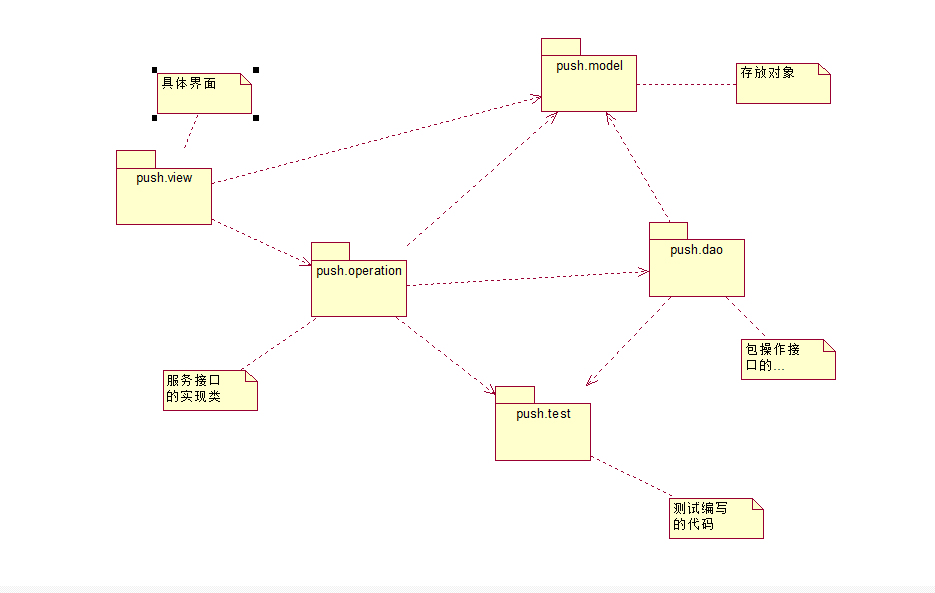 push.model
存放对象
具体界面
push.view
push.dao
push.operation
包操作接
口的...
服务接口
的实现类
push.test
测试编写
的代码